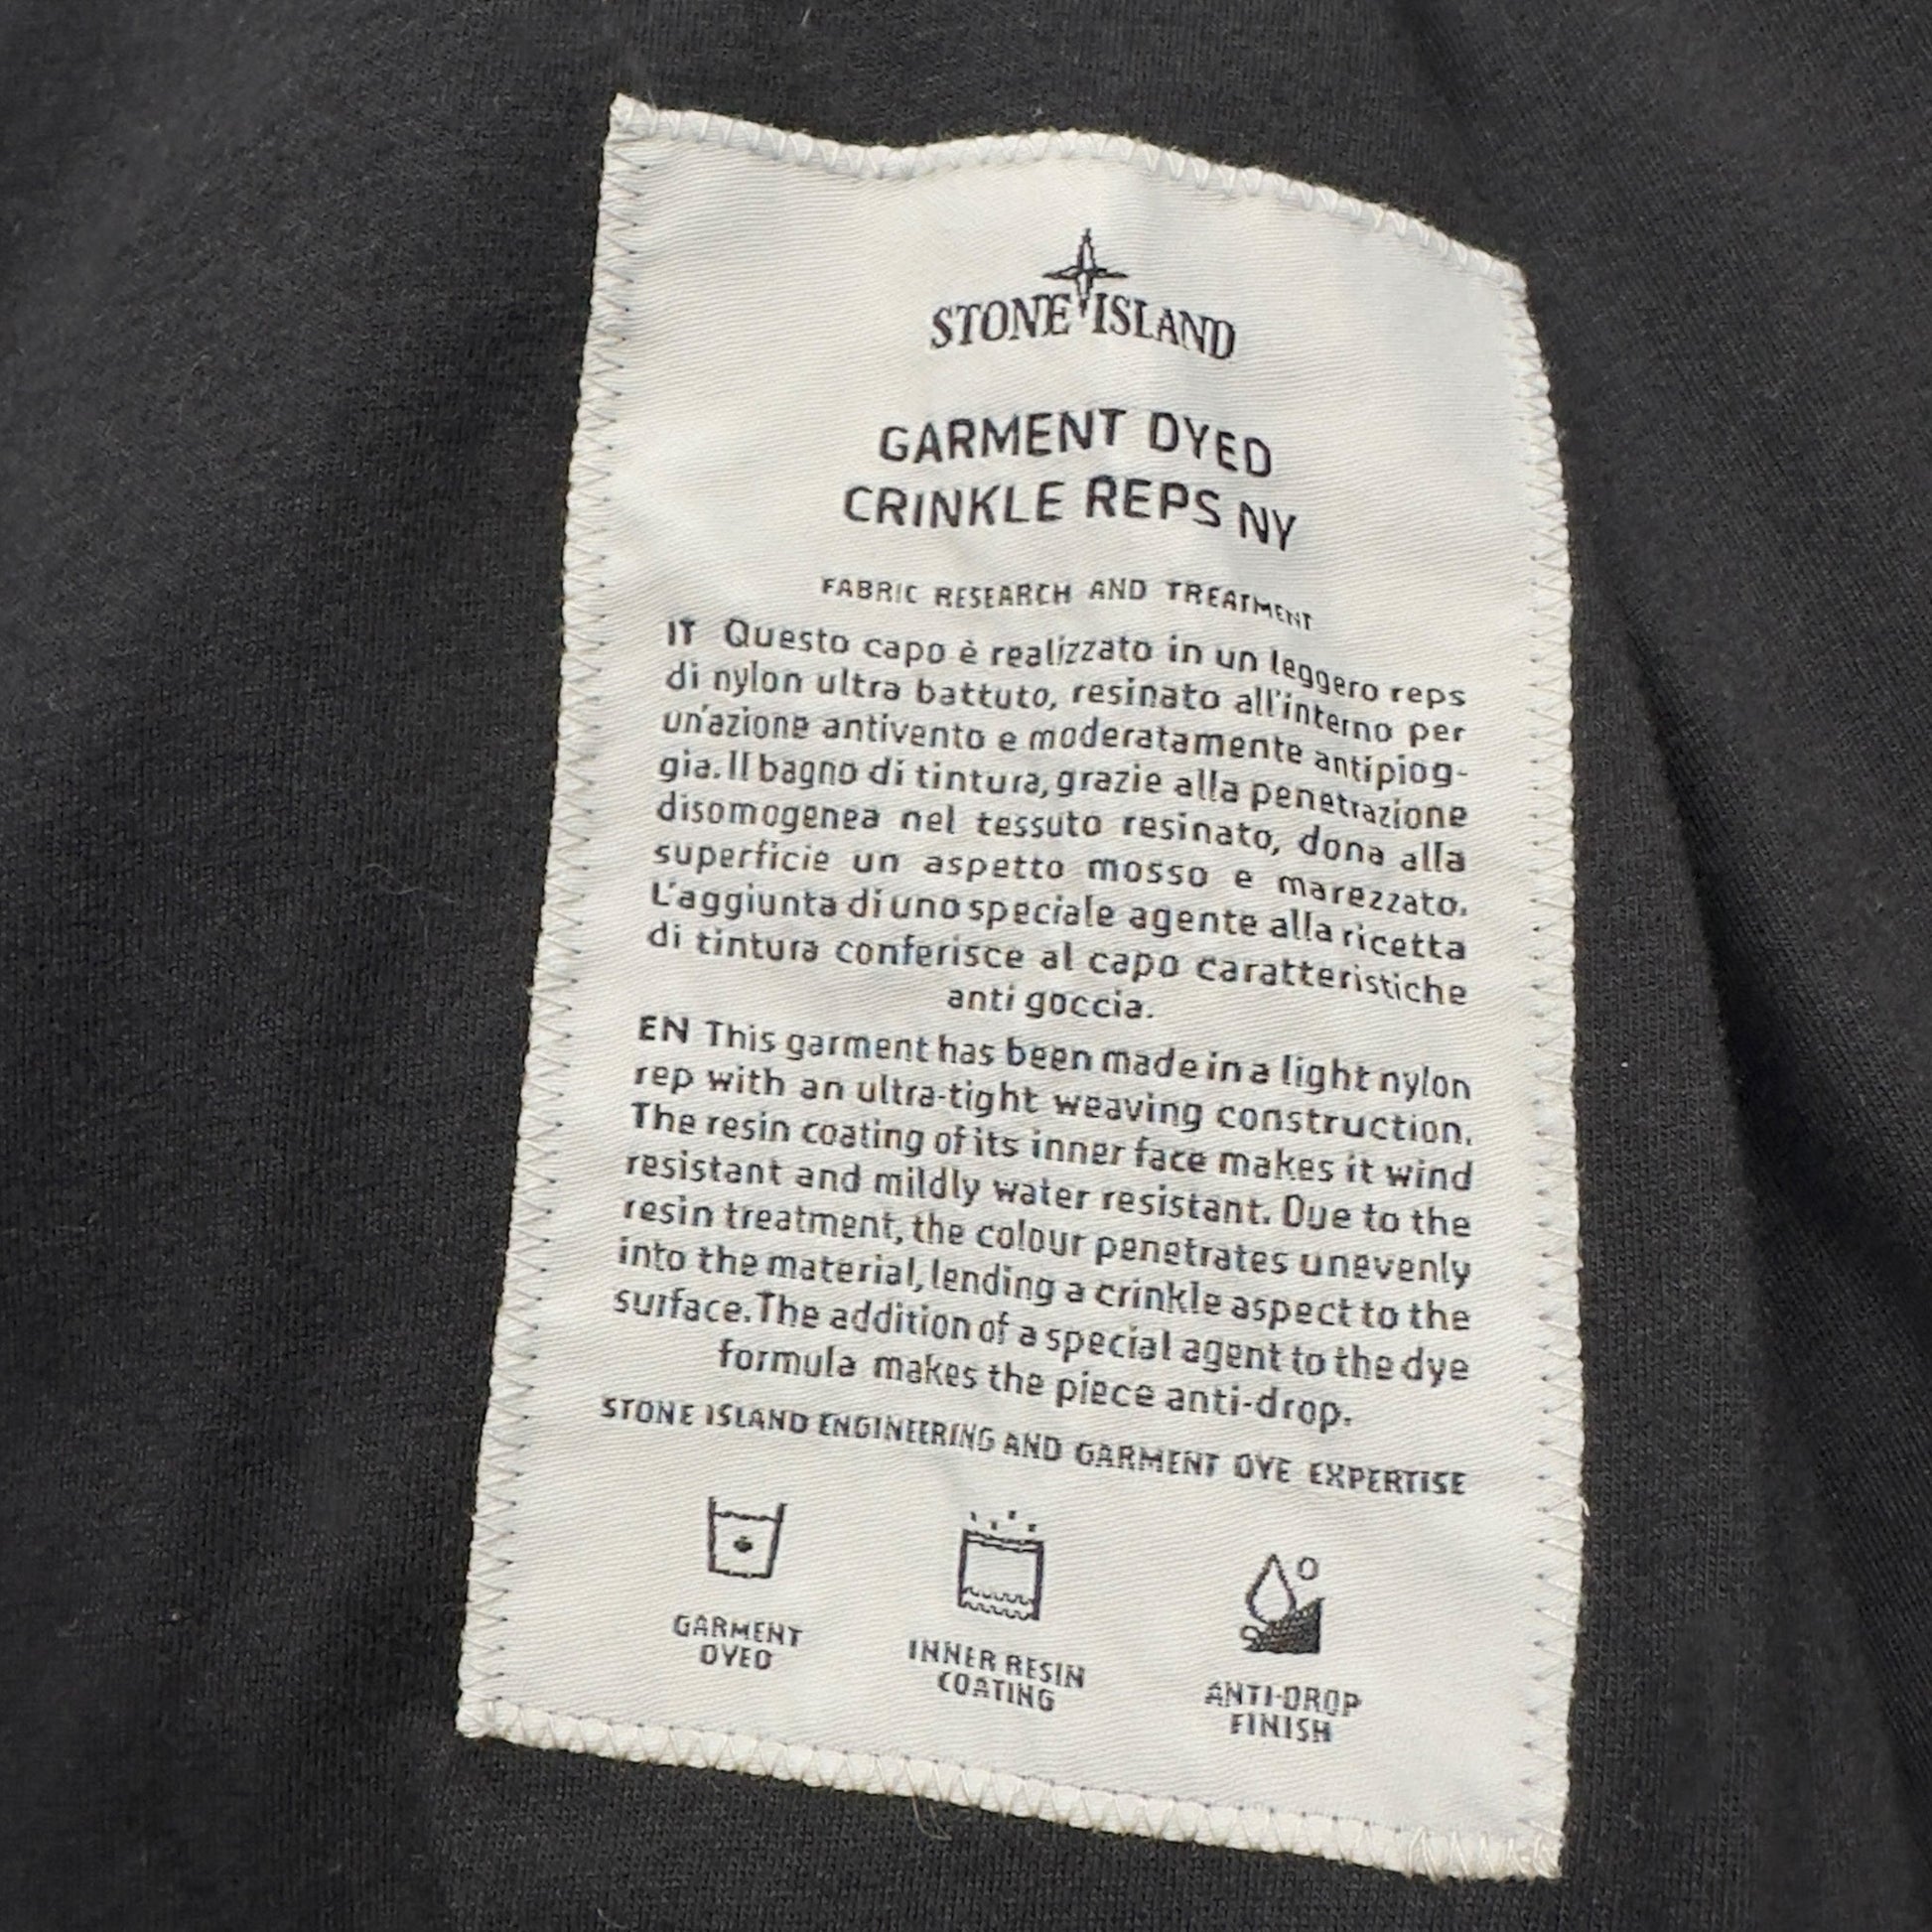 STONE ISLAND
GARMENT DYED
CRINKLE REPS NY
FABRIC RESEARCH AND TREATMENT
IT Questo capo è realizzato in un leggero reps
di nylon ultra battuto, resinato all'interno per
un'azione antivento e moderatamente antipiog-
gia. Il bagno di tintura, grazie alla penetrazione
disomogenea nel tessuto resinato, dona alla
superficie un aspetto mosso e marezzato.
L'aggiunta di uno speciale agente alla ricetta
di tintura conferisce al capo caratteristiche
anti goccia.
EN This garment has been made in a light nylon
rep with an ultra-tight weaving construction.
The resin coating of its inner face makes it wind
resistant and mildly water resistant. Due to the
resin treatment, the colour penetrates unevenly
into the material, lending a crinkle aspect to the
surface. The addition of a special agent to the dye
formula makes the piece anti-drop.
STONE ISLAND ENGINEERING AND GARMENT DYE EXPERTISE
GARMENT
DYED
INNER RESIN
COATING
ANTI-DROP
FINISH